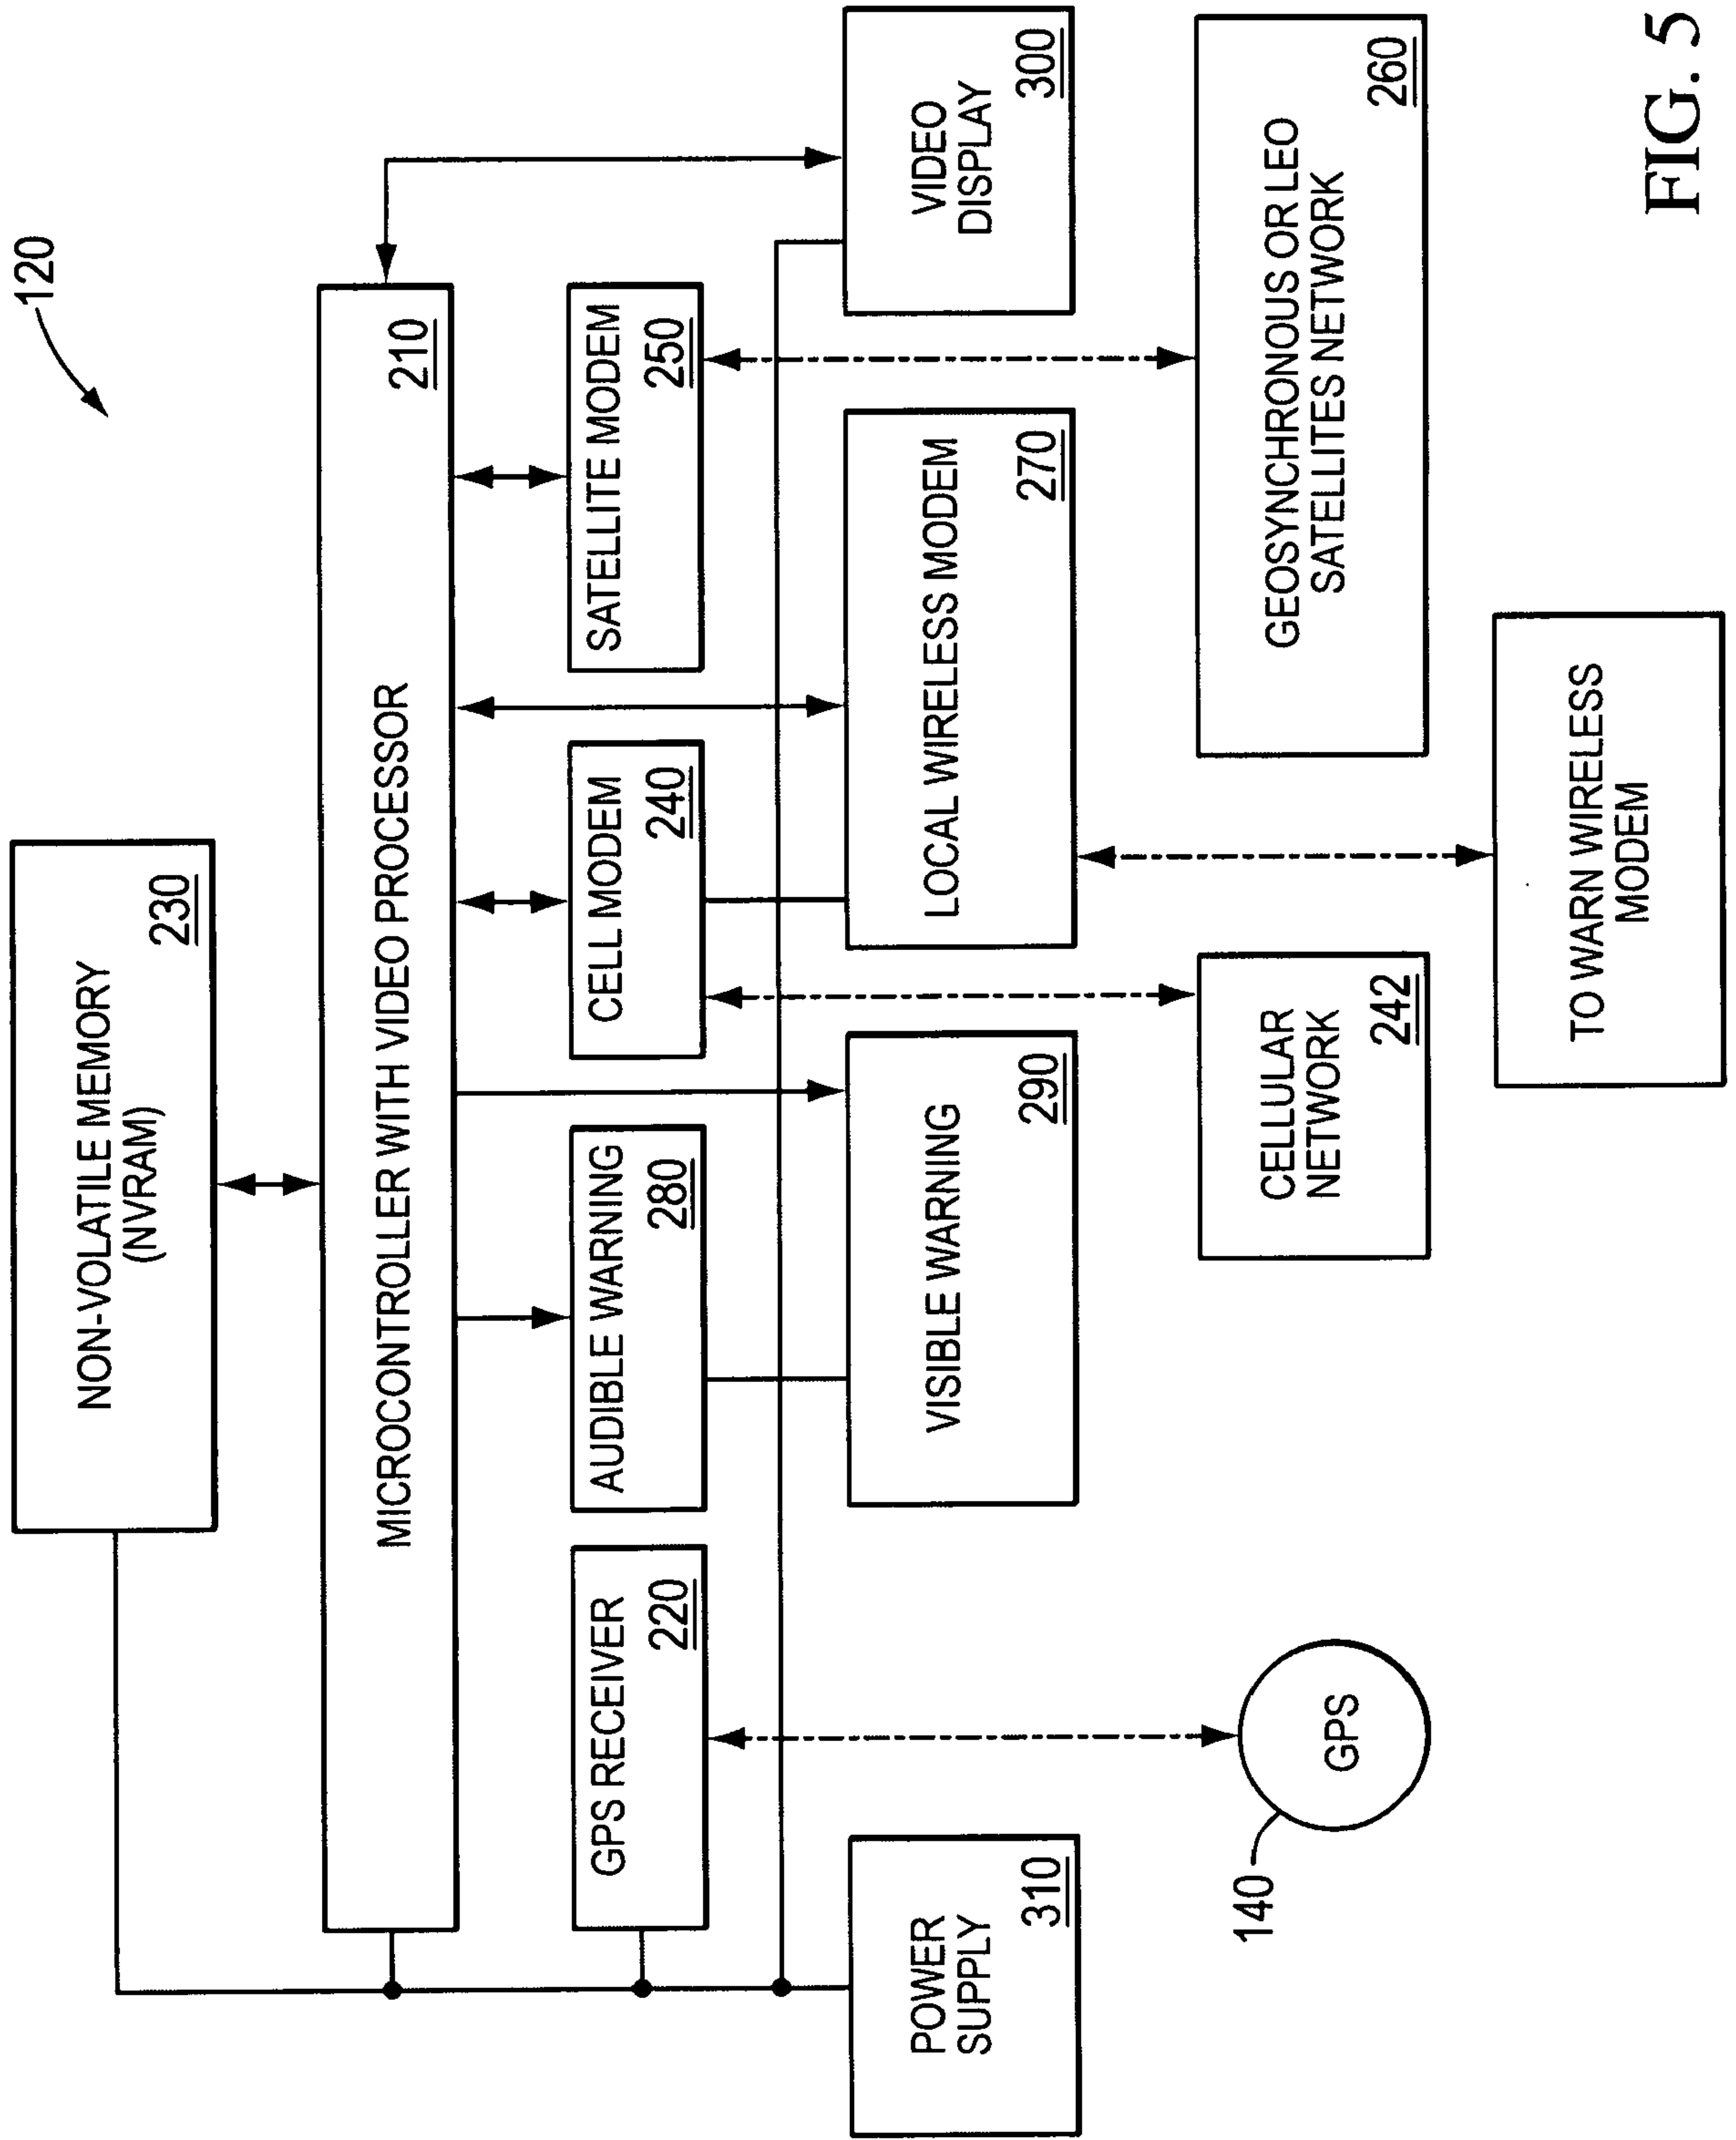 120
NON-VOLATILE MEMORY
(NVRAM)
230
MICROCONTROLLER WITH VIDEO PROCESSOR
210
GPS RECEIVER
220
AUDIBLE WARNING
280
CELL MODEM
240
SATELLITE MODEM
250
POWER
SUPPLY
310
VISIBLE WARNING
290
LOCAL WIRELESS MODEM
270
VIDEO
DISPLAY
300
140
GPS
CELLULAR
NETWORK
242
GEOSYNCHRONOUS OR LEO
SATELLITES NETWORK
260
TO WARN WIRELESS
MODEM
FIG. 5